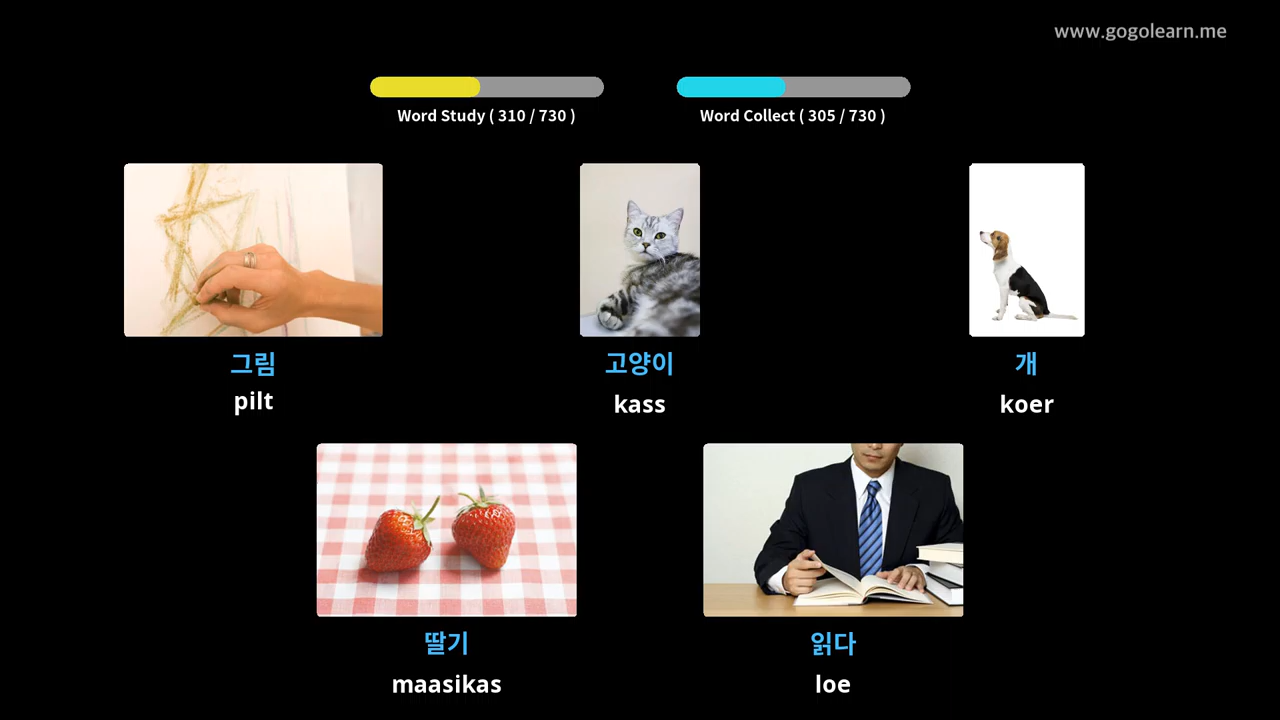 www.gogolearn.me
Word Study ( 310 / 730 )
Word Collect ( 305 / 730 )
그림
pilt
고양이
kass
개
koer
딸기
maasikas
읽다
loe